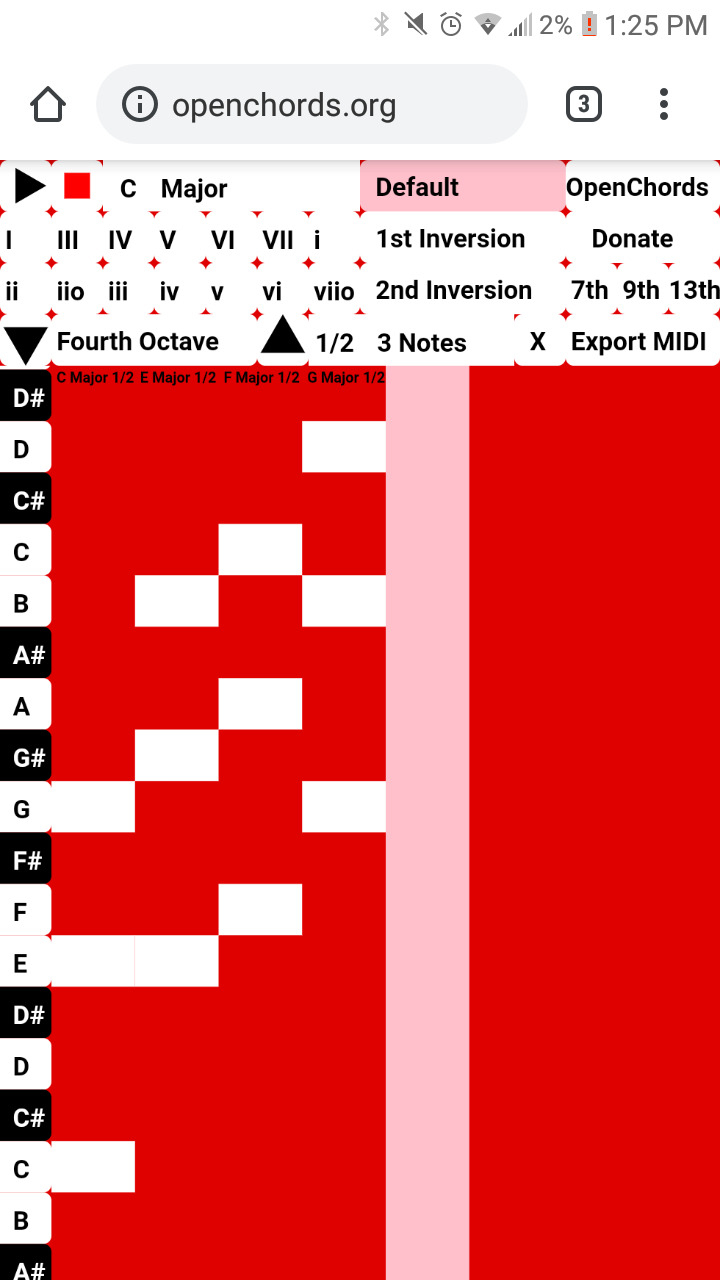 2% 1:25 PM
openchords.org 3
C Major Default OpenChords
I III IV V VI VII i 1st Inversion Donate
ii iio iii iv v vi viio 2nd Inversion 7th 9th 13th
Fourth Octave 1/2 3 Notes X Export MIDI
C Major 1/2 E Major 1/2 F Major 1/2 G Major 1/2
D#
D
C#
C
B
A#
A
G#
G
F#
F
E
D#
D
C#
C
B
A#